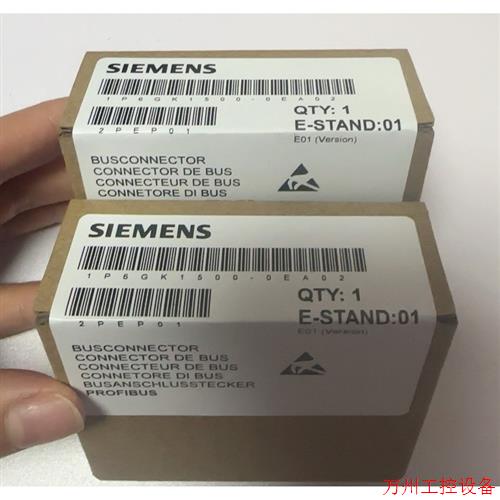 SIEMENS
1P6GK1500-0EA02
QTY: 1
2PEP01
E-STAND:01
E01 (Version)
BUSCONNECTOR
CONNECTOR DE BUS
CONNECTEUR DE BUS
CONNETORE DI BUS
SIEMENS
1P6GK1500-0EA02
QTY: 1
2PEP01
E-STAND:01
E01 (Version)
BUSCONNECTOR
CONNECTOR DE BUS
CONNECTEUR DE BUS
CONNETORE DI BUS
BUSANSCHLUSSTECKER
PROFIBUS
万州工控设备